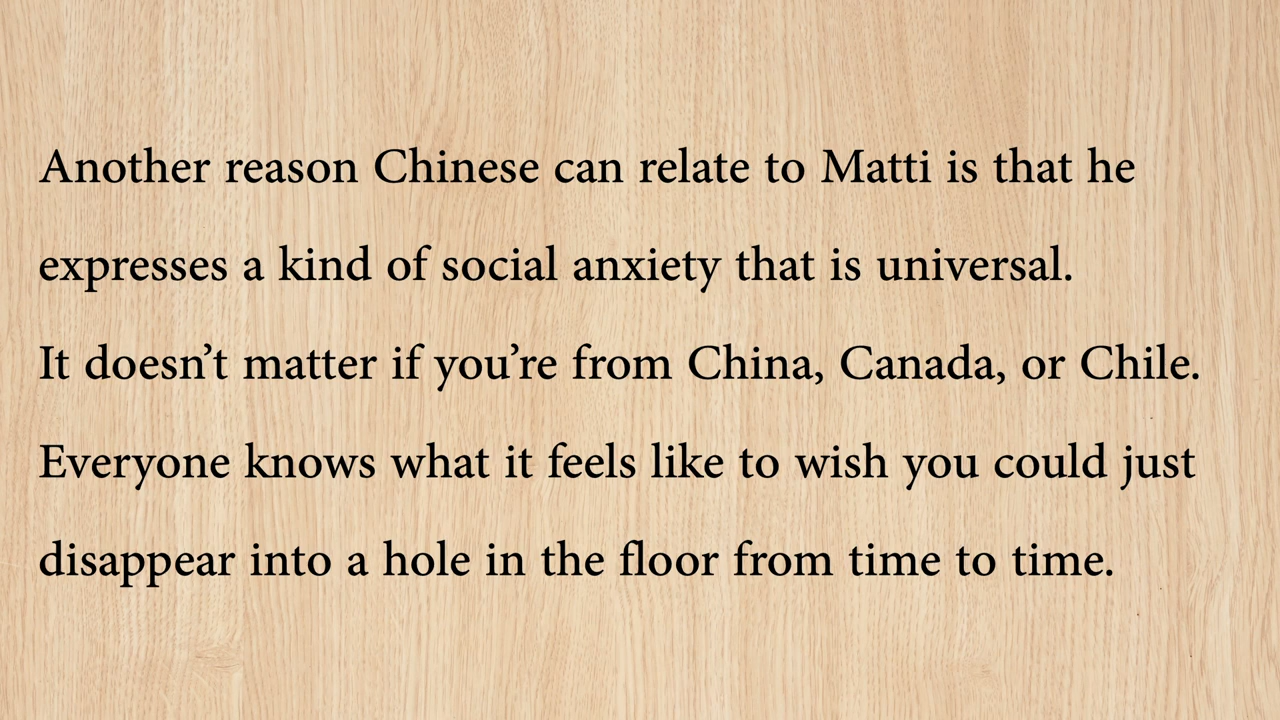 Another reason Chinese can relate to Matti is that he
expresses a kind of social anxiety that is universal.
It doesn’t matter if you’re from China, Canada, or Chile.
Everyone knows what it feels like to wish you could just
disappear into a hole in the floor from time to time.